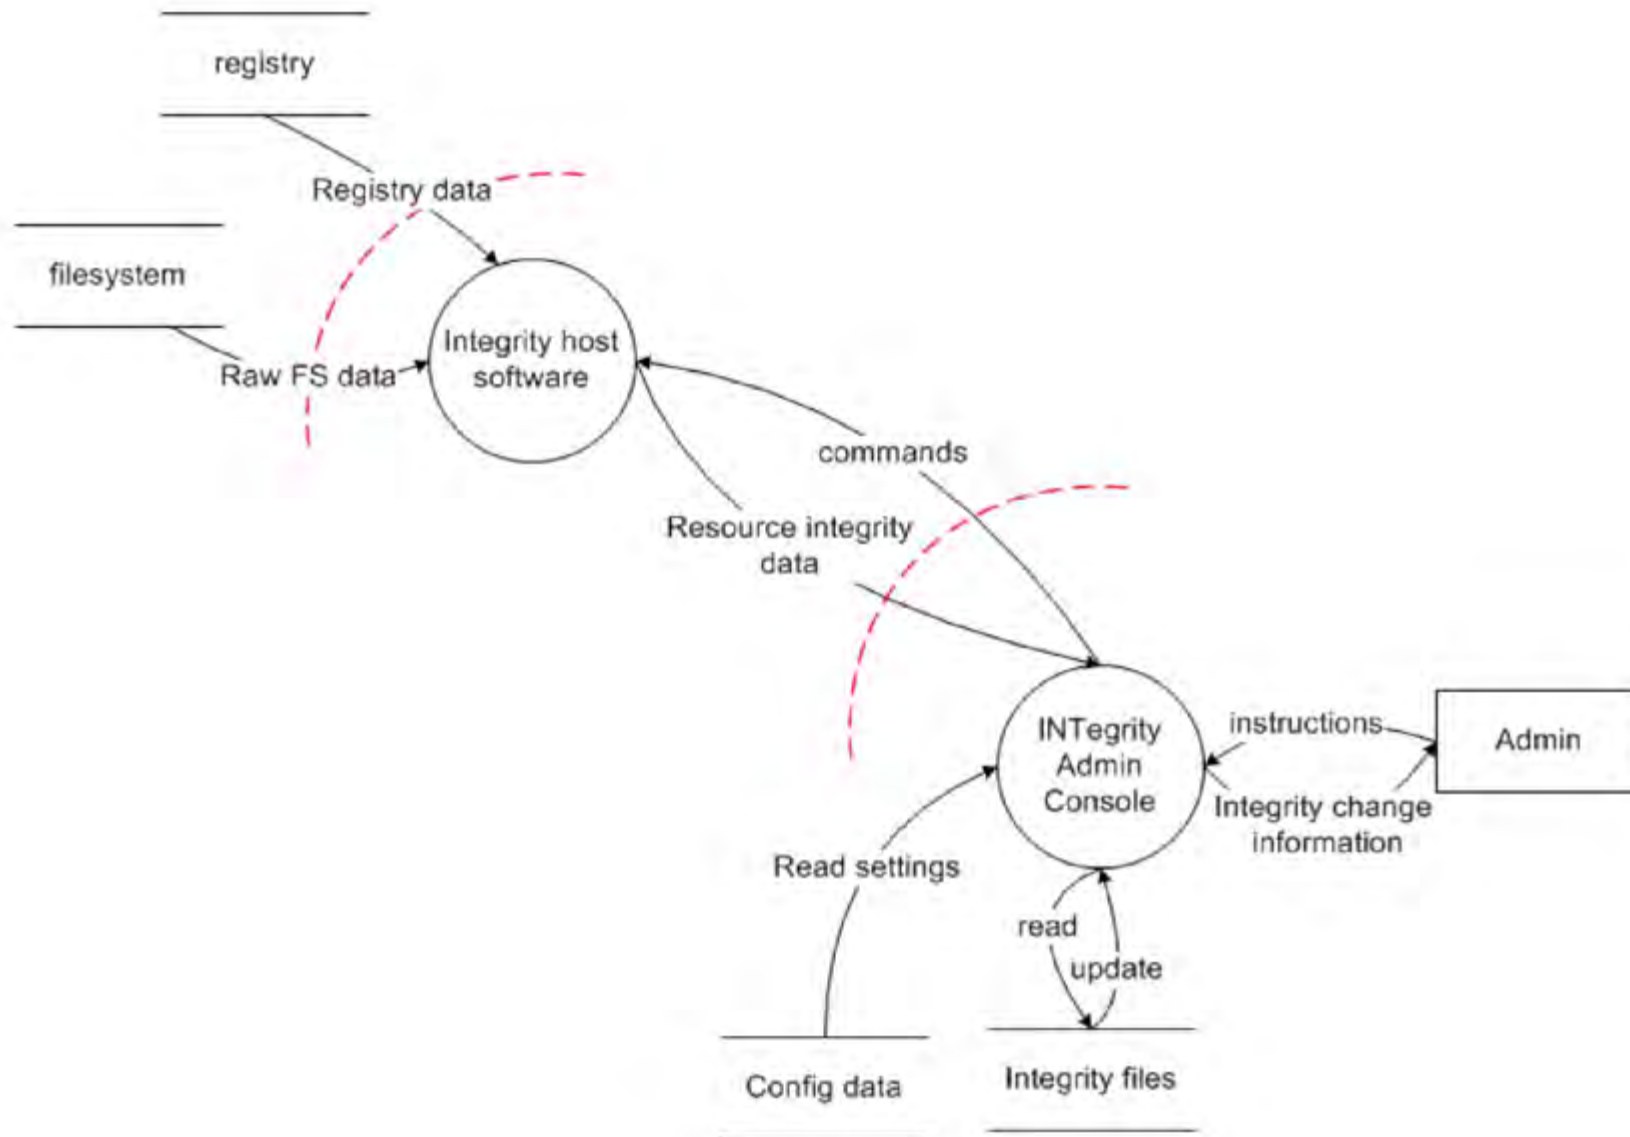 registry
Registry data
filesystem
Raw FS data
Integrity host
software
commands
Resource integrity
data
INTegrity
Admin
Console
instructions
Admin
Integrity change
information
Read settings
read
update
Config data
Integrity files